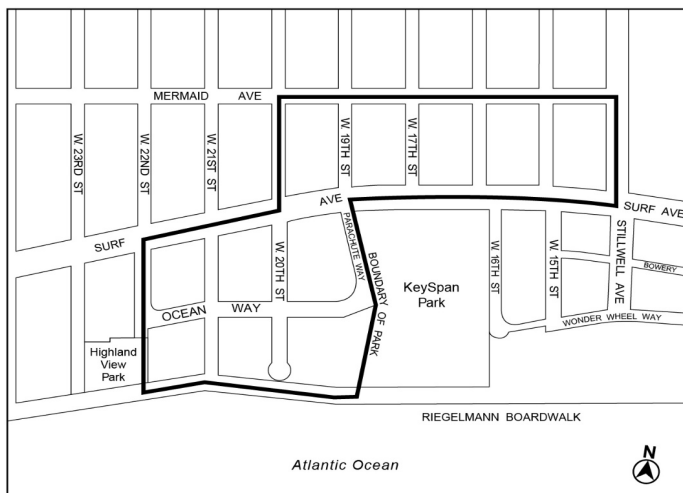 MERMAID AVE
W. 23RD ST
W. 22ND ST
W. 21ST ST
W. 19TH ST
W. 17TH ST
SURF AVE
SURF AVE
PARACHUTE WAY
BOUNDARY OF PARK
W. 20TH ST
W. 16TH ST
W. 15TH ST
STILLWELL AVE
BOWERY
KeySpan
Park
OCEAN WAY
WONDER WHEEL WAY
Highland
View
Park
RIEGELMANN BOARDWALK
Atlantic Ocean
N